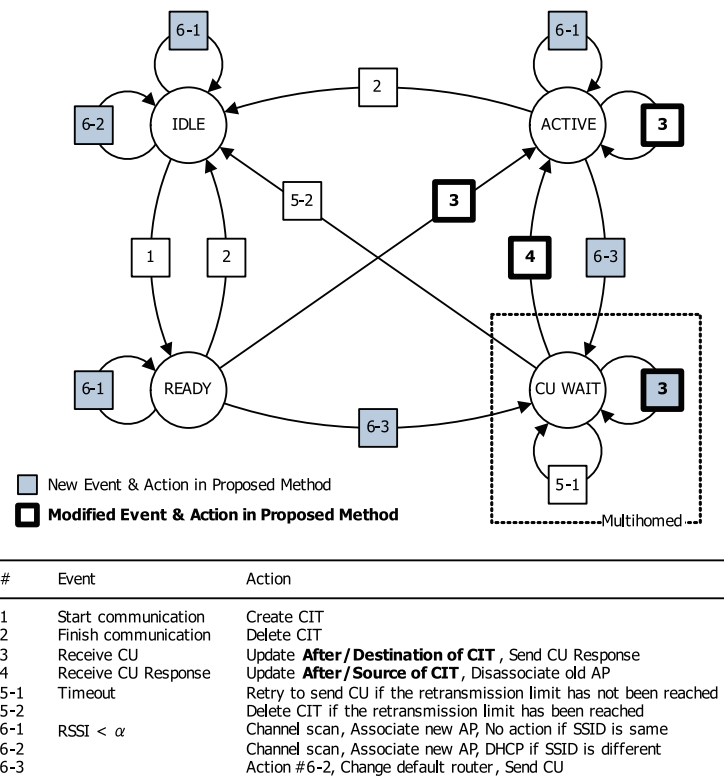 6-1
6-1
2
6-2
IDLE
ACTIVE
3
5-2
3
1
2
4
6-3
6-1
READY
CU WAIT
3
6-3
5-1
New Event & Action in Proposed Method
Modified Event & Action in Proposed Method
Multihomed
# Event Action
1 Start communication Create CIT
2 Finish communication Delete CIT
3 Receive CU Update After/Destination of CIT , Send CU Response
4 Receive CU Response Update After/Source of CIT, Disassociate old AP
5-1 Timeout Retry to send CU if the retransmission limit has not been reached
5-2 Delete CIT if the retransmission limit has been reached
6-1 RSSI < α Channel scan, Associate new AP, No action if SSID is same
6-2 Channel scan, Associate new AP, DHCP if SSID is different
6-3 Action #6-2, Change default router, Send CU